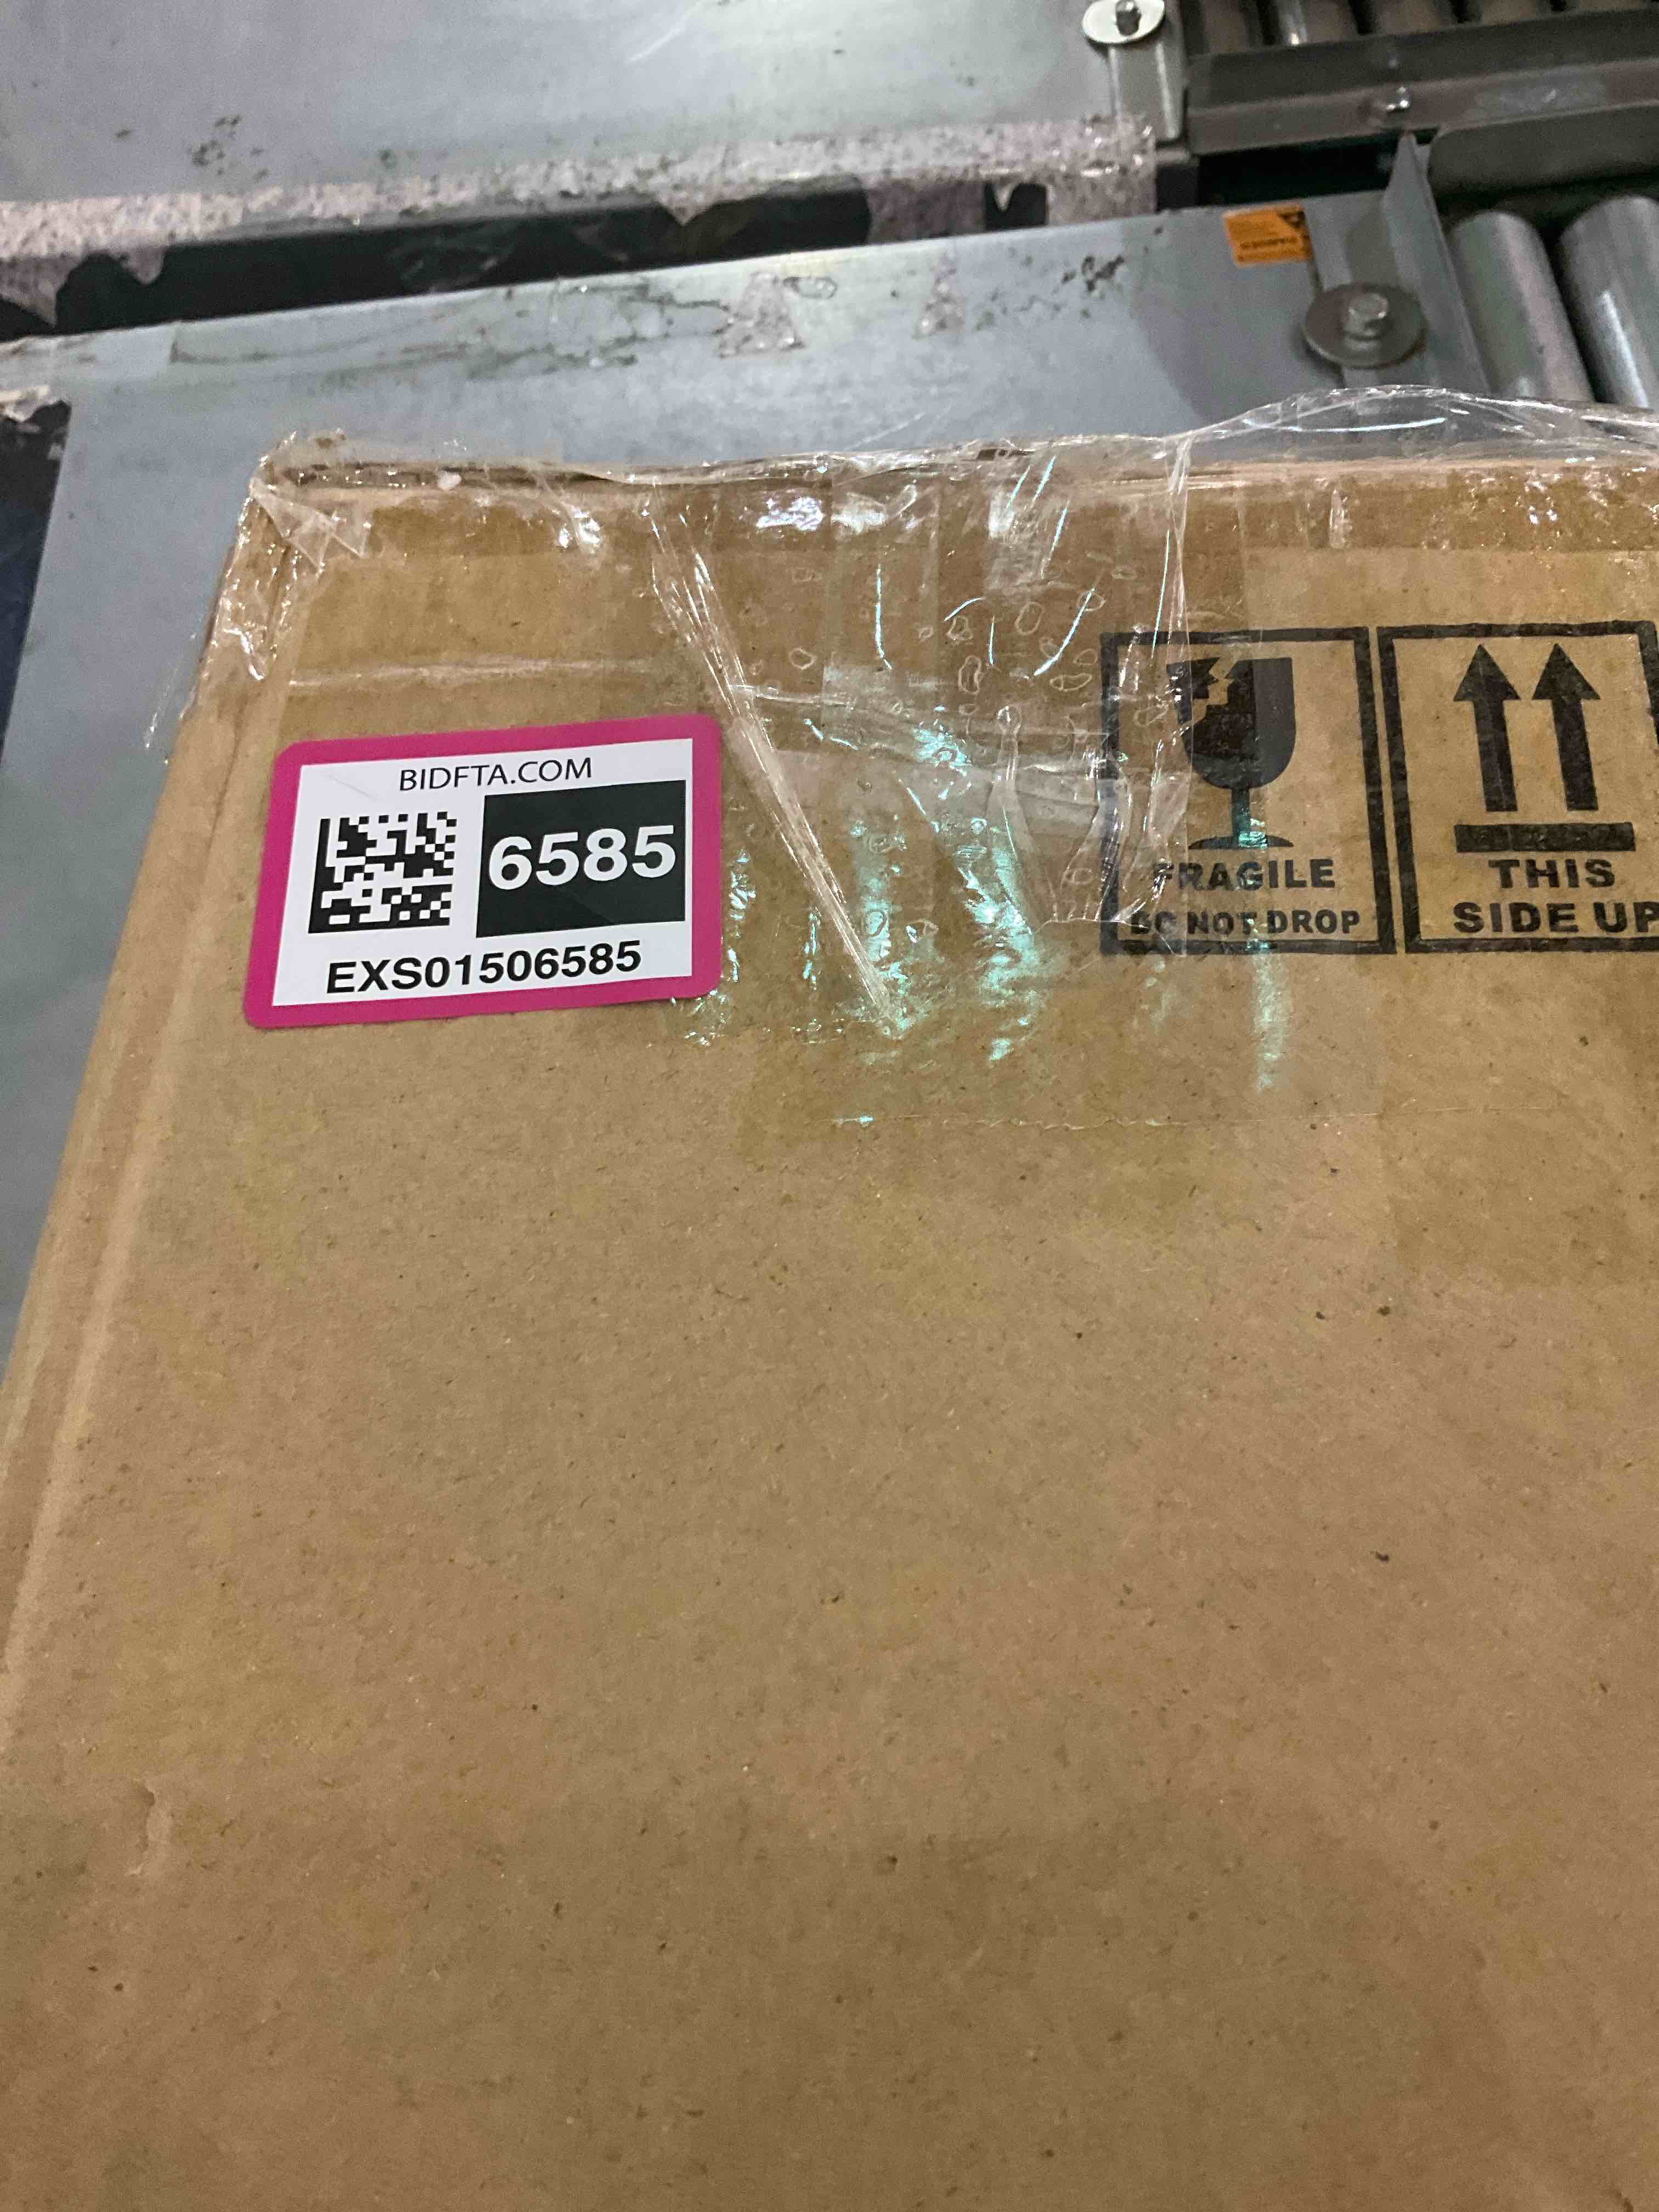 BIDFTA.COM
6585
EXS01506585
FRAGILE
DO NOT DROP
THIS
SIDE UP